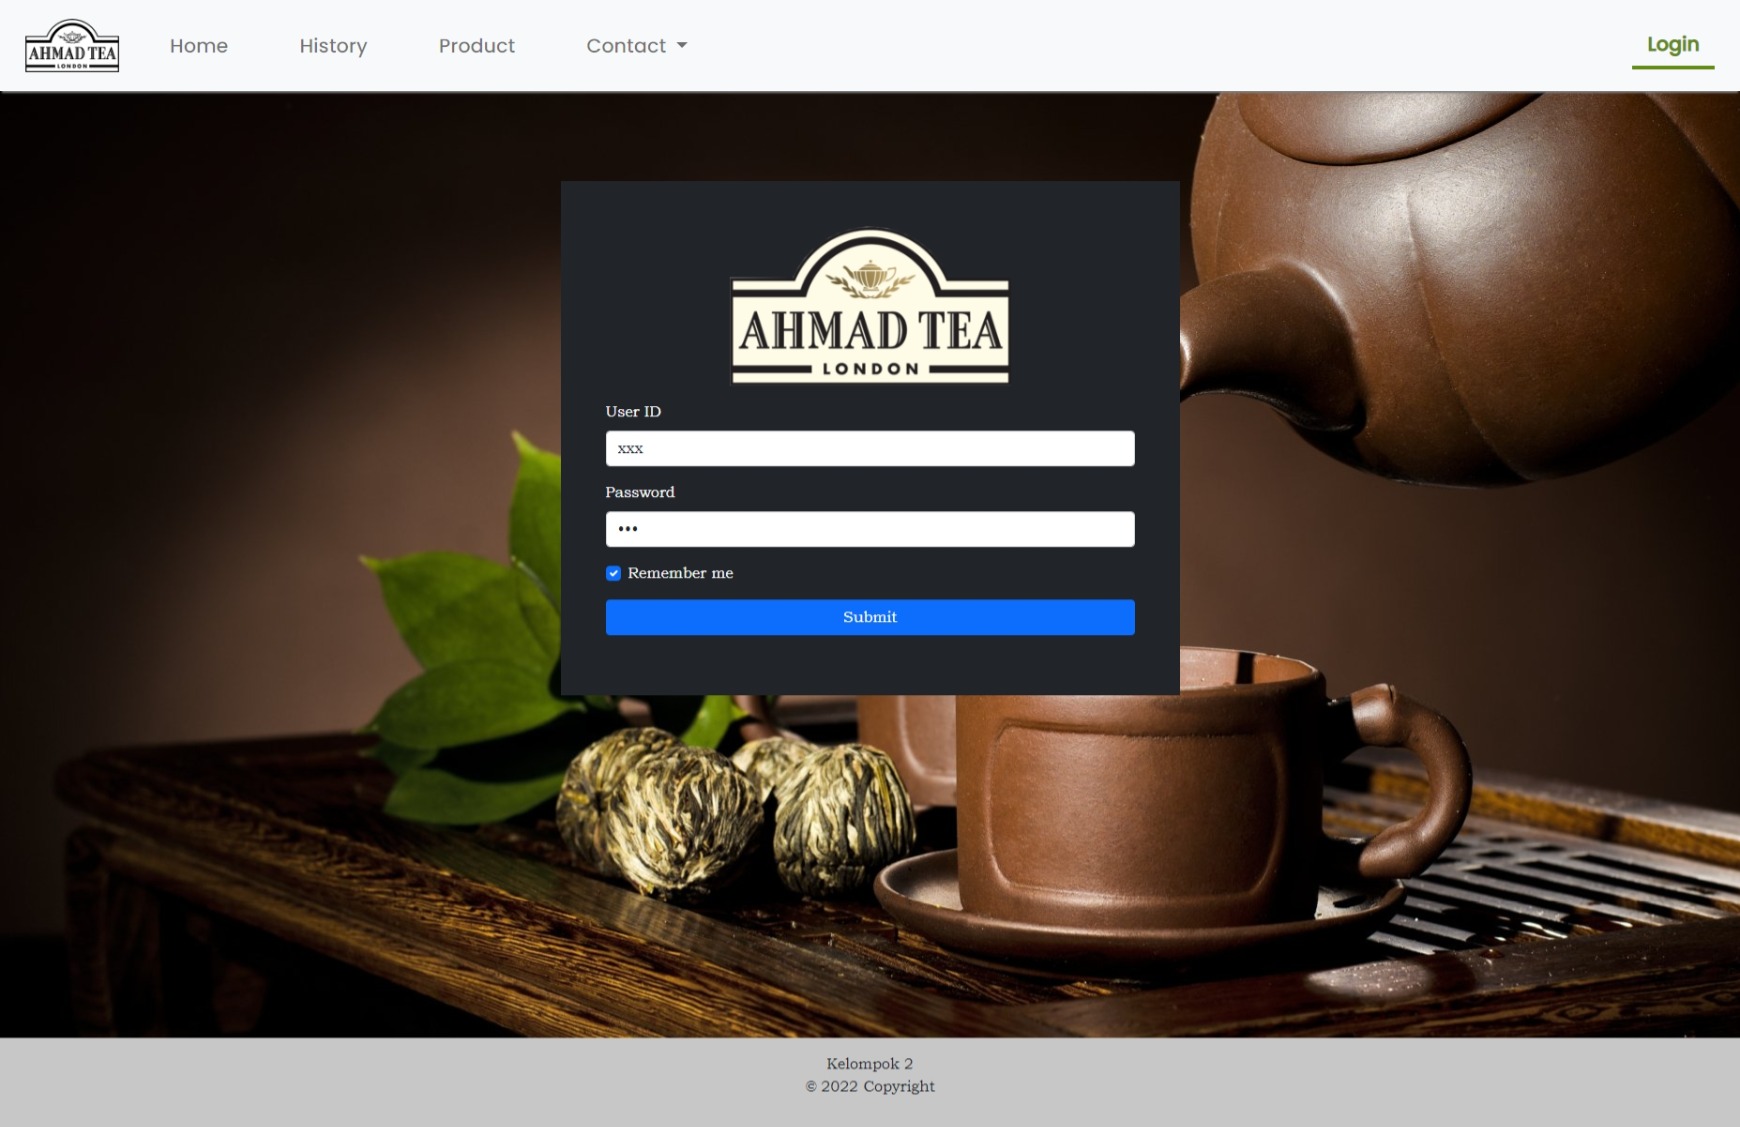 AHMAD TEA
LONDON
Home
History
Product
Contact
Login
AHMAD TEA
LONDON
User ID
xxx
Password
•••
Remember me
Submit
Kelompok 2
© 2022 Copyright